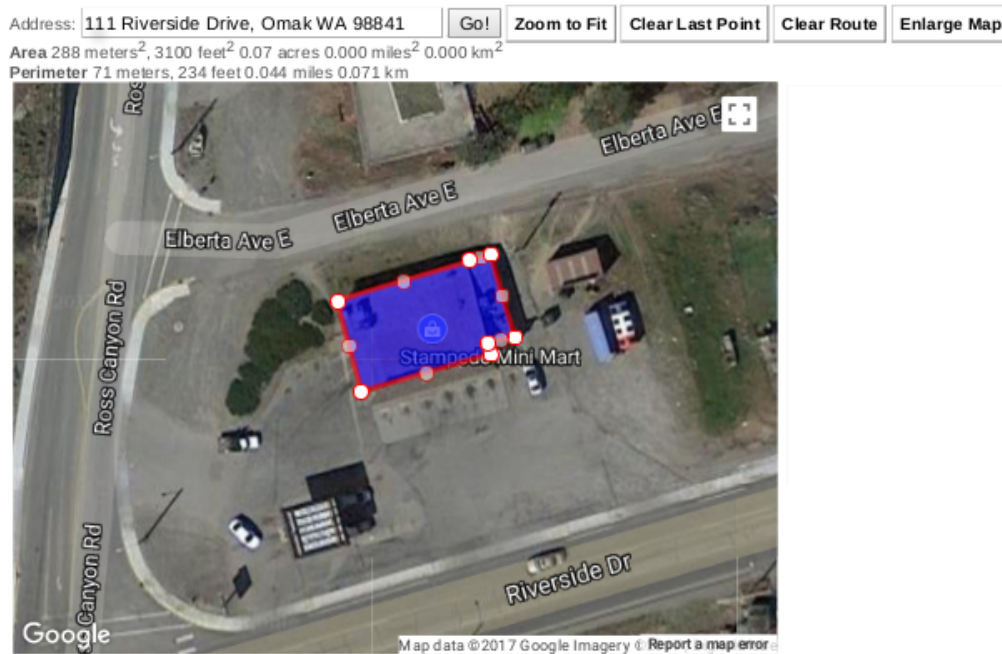 Address: 111 Riverside Drive, Omak WA 98841 Go! Zoom to Fit Clear Last Point Clear Route Enlarge Map
Area 288 meters², 3100 feet² 0.07 acres 0.000 miles² 0.000 km²
Perimeter 71 meters, 234 feet 0.044 miles 0.071 km
Ros
Elberta Ave E
Elberta Ave E
Elberta Ave E
Ross Canyon Rd
Stampede Mini Mart
Canyon Rd
Riverside Dr
Google
Map data ©2017 Google Imagery Report a map error